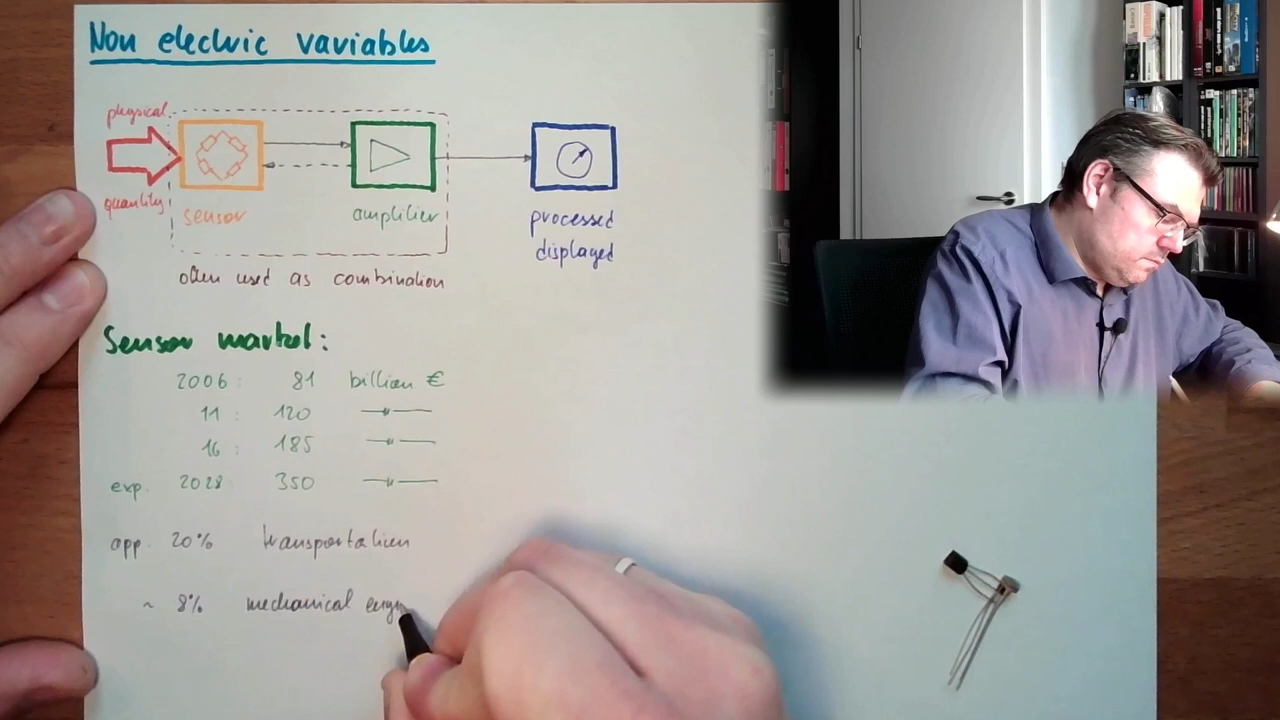 Non electric variables
physical
quantity
sensor
amplifier
processed
displayed
often used as combination
Sensor market:
2006: 81 billion €
11: 120
16: 185
exp. 2028: 350
app. 20% transportation
~ 8% mechanical engn